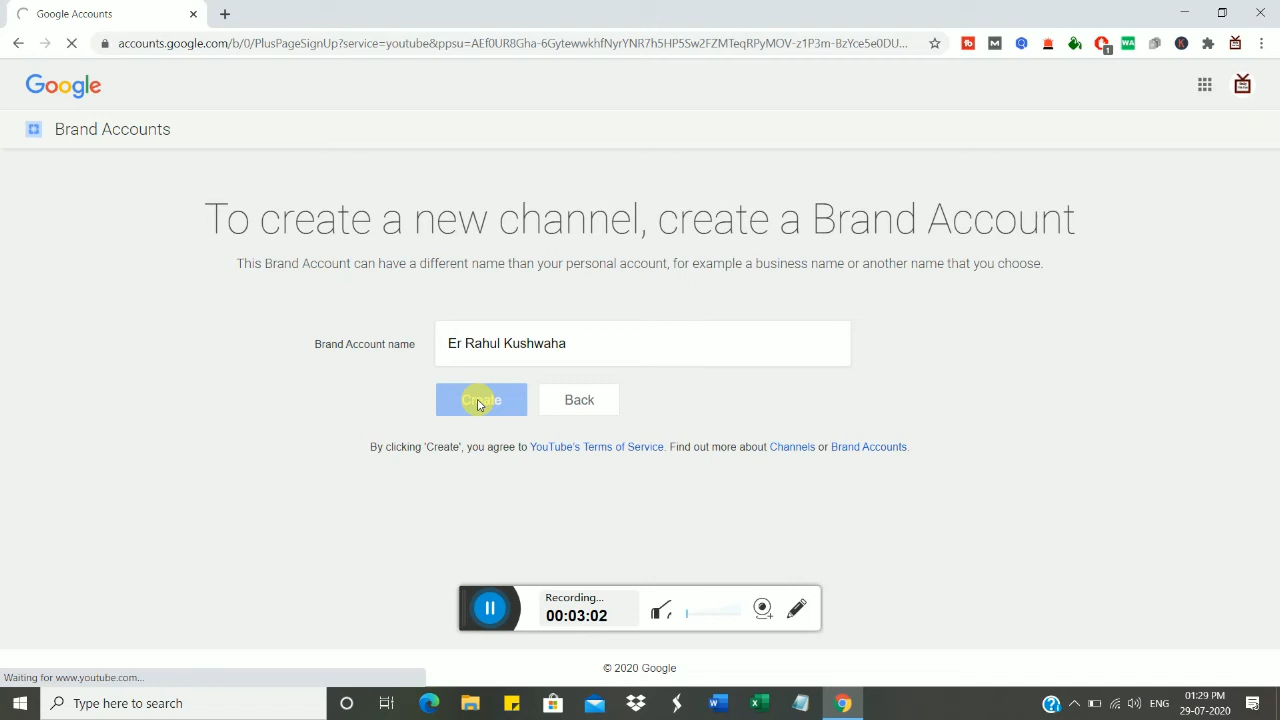 Google Accounts
accounts.google.com/b/0/PlusPageSignUp?service=youtube&ppsu=
Google
Brand Accounts
To create a new channel, create a Brand Account
This Brand Account can have a different name than your personal account, for example a business name or another name that you choose.
Brand Account name
Er Rahul Kushwaha
Create
Back
By clicking 'Create', you agree to YouTube's Terms of Service. Find out more about Channels or Brand Accounts.
Recording...
00:03:02
© 2020 Google
Waiting for www.youtube.com...
Type here to search
ENG
01:29 PM
29-07-2020